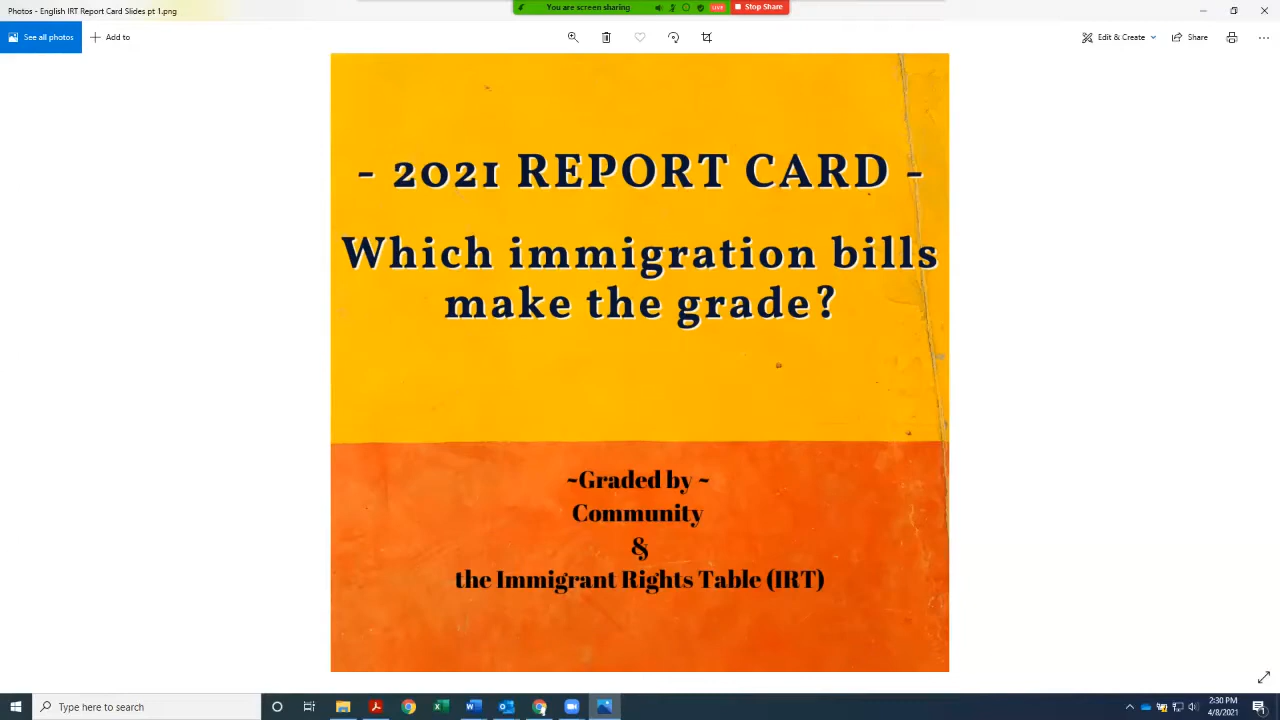 Photos - English IRT Report Card Slides pt 1.png
You are screen sharing
LIVE
Stop Share
See all photos
Add to
Edit & Create
Share
- 2021 REPORT CARD -
Which immigration bills
make the grade?
~Graded by ~
Community
&
the Immigrant Rights Table (IRT)
Type here to search
2:30 PM
4/8/2021